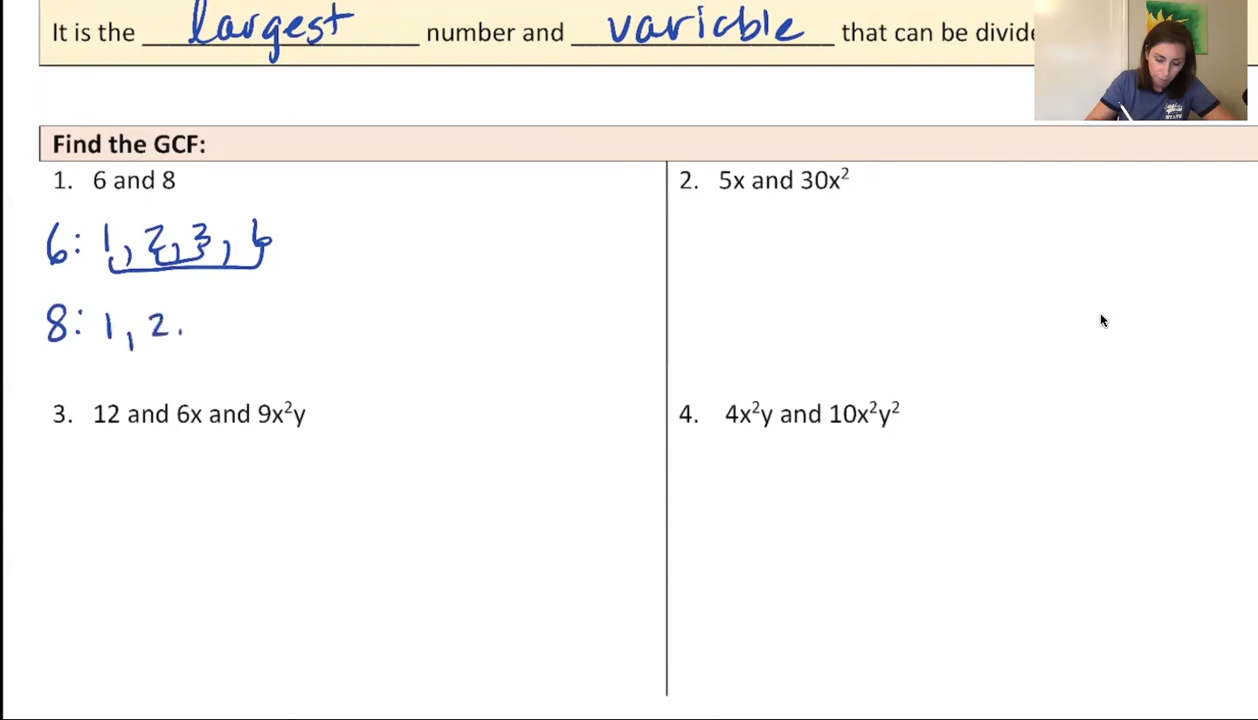 It is the largest number and variable that can be divide
Find the GCF:
1. 6 and 8
6: 1, 2, 3, 6
8: 1, 2.
2. 5x and 30x²
3. 12 and 6x and 9x²y
4. 4x²y and 10x²y²